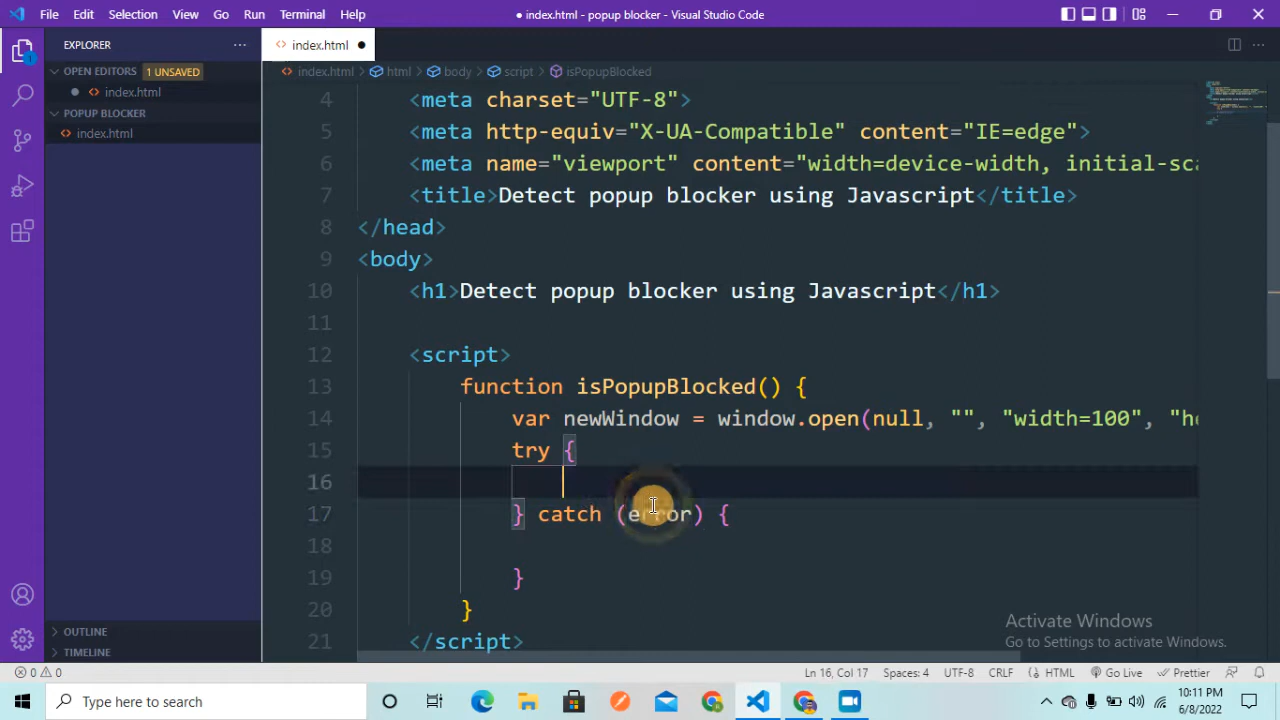 File Edit Selection View Go Run Terminal Help ● index.html - popup blocker - Visual Studio Code
EXPLORER ··· <> index.html ●
OPEN EDITORS 1 UNSAVED
● <> index.html
POPUP BLOCKER
<> index.html
OUTLINE
TIMELINE
<> index.html > html > body > script > isPopupBlocked
4 <meta charset="UTF-8">
5 <meta http-equiv="X-UA-Compatible" content="IE=edge">
6 <meta name="viewport" content="width=device-width, initial-sca
7 <title>Detect popup blocker using Javascript</title>
8 </head>
9 <body>
10 <h1>Detect popup blocker using Javascript</h1>
11
12 <script>
13 function isPopupBlocked() {
14 var newWindow = window.open(null, "", "width=100", "he
15 try {
16
17 } catch (error) {
18
19 }
20 }
21 </script>
Activate Windows
Go to Settings to activate Windows.
0 0 Ln 16, Col 17 Spaces: 4 UTF-8 CRLF HTML Go Live Prettier
Type here to search
10:11 PM
6/8/2022